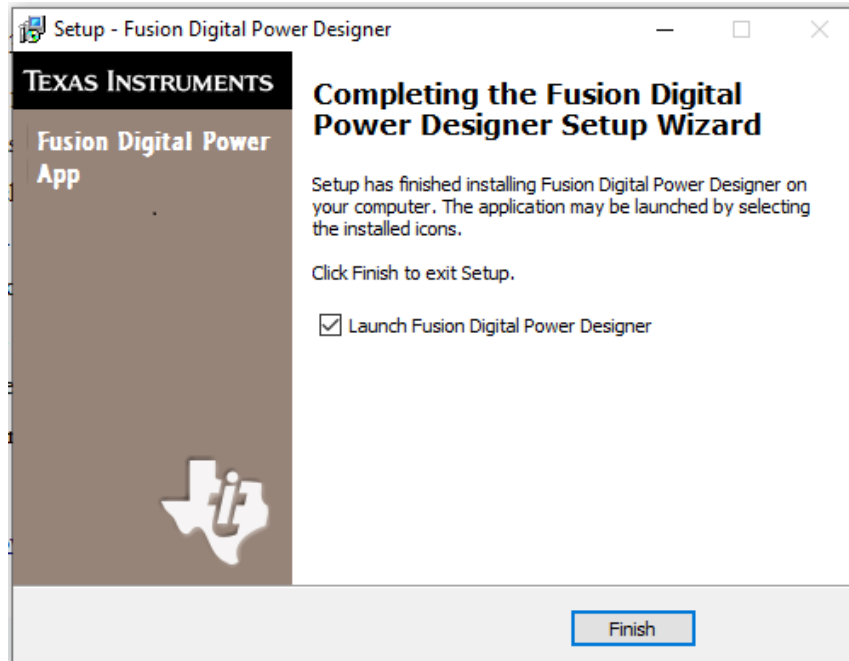 Setup - Fusion Digital Power Designer
TEXAS INSTRUMENTS
Fusion Digital Power
App
Completing the Fusion Digital
Power Designer Setup Wizard
Setup has finished installing Fusion Digital Power Designer on
your computer. The application may be launched by selecting
the installed icons.
Click Finish to exit Setup.
Launch Fusion Digital Power Designer
Finish